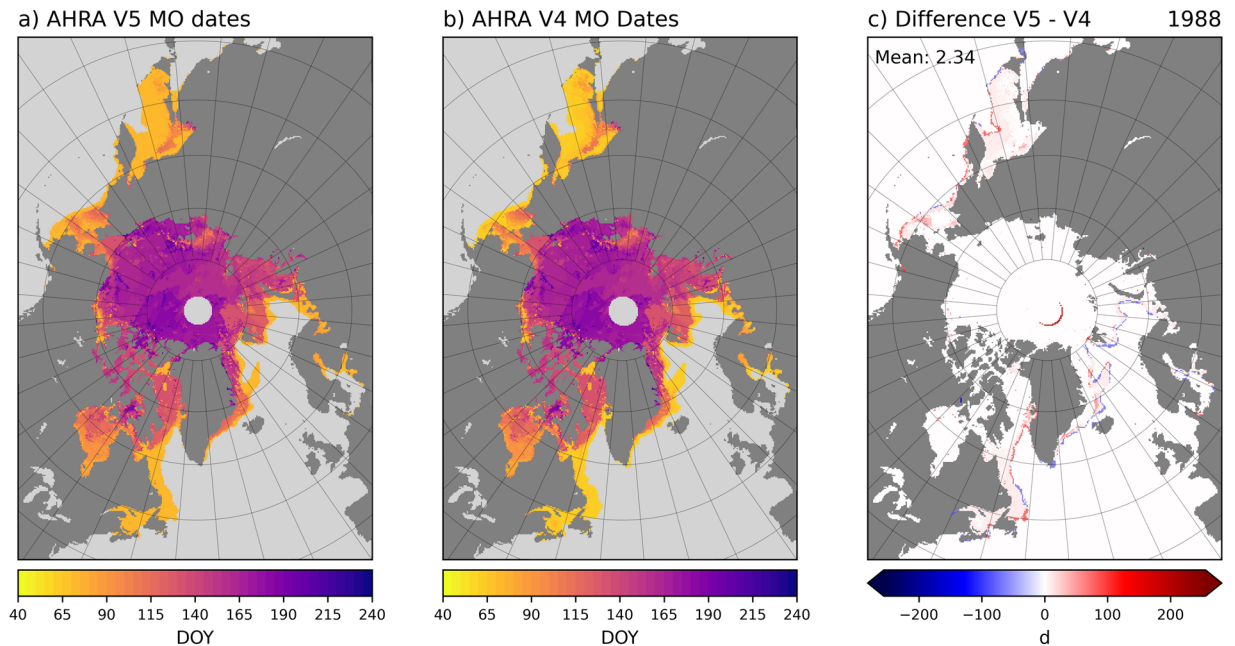 a) AHRA V5 MO dates
b) AHRA V4 MO Dates
c) Difference V5 - V4 1988
Mean: 2.34
40 65 90 115 140 165 190 215 240
DOY
40 65 90 115 140 165 190 215 240
DOY
−200 −100 0 100 200
d